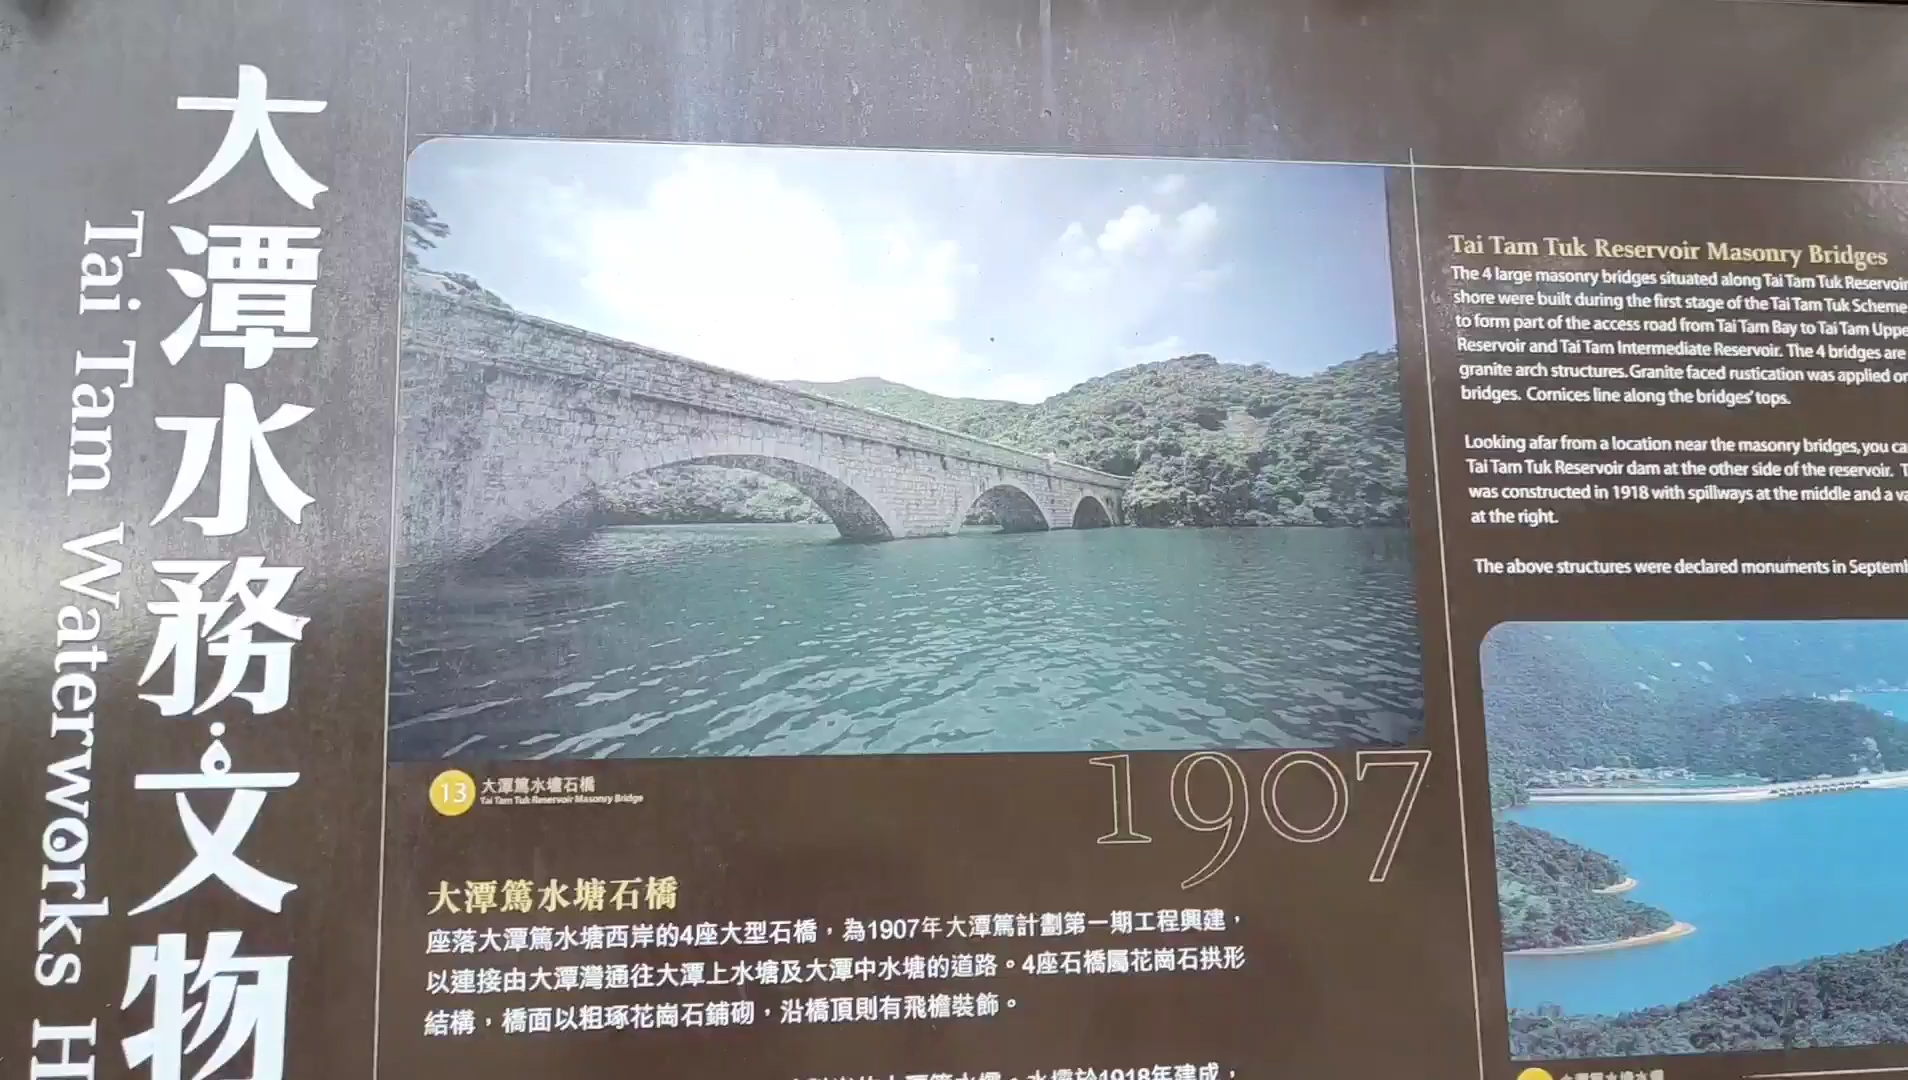 大潭水務文物
Tai Tam Waterworks H
13
大潭篤水塘石橋
Tai Tam Tuk Reservoir Masonry Bridge
1907
大潭篤水塘石橋
座落大潭篤水塘西岸的4座大型石橋，為1907年大潭篤計劃第一期工程興建，
以連接由大潭灣通往大潭上水塘及大潭中水塘的道路。4座石橋屬花崗石拱形
結構，橋面以粗琢花崗石鋪砌，沿橋頂則有飛檐裝飾。
水壩於1918年建成，
Tai Tam Tuk Reservoir Masonry Bridges
The 4 large masonry bridges situated along Tai Tam Tuk Reservoir
shore were built during the first stage of the Tai Tam Tuk Scheme
to form part of the access road from Tai Tam Bay to Tai Tam Uppe
Reservoir and Tai Tam Intermediate Reservoir. The 4 bridges are
granite arch structures. Granite faced rustication was applied on
bridges. Cornices line along the bridges' tops.
Looking afar from a location near the masonry bridges, you ca
Tai Tam Tuk Reservoir dam at the other side of the reservoir. T
was constructed in 1918 with spillways at the middle and a va
at the right.
The above structures were declared monuments in Septemb